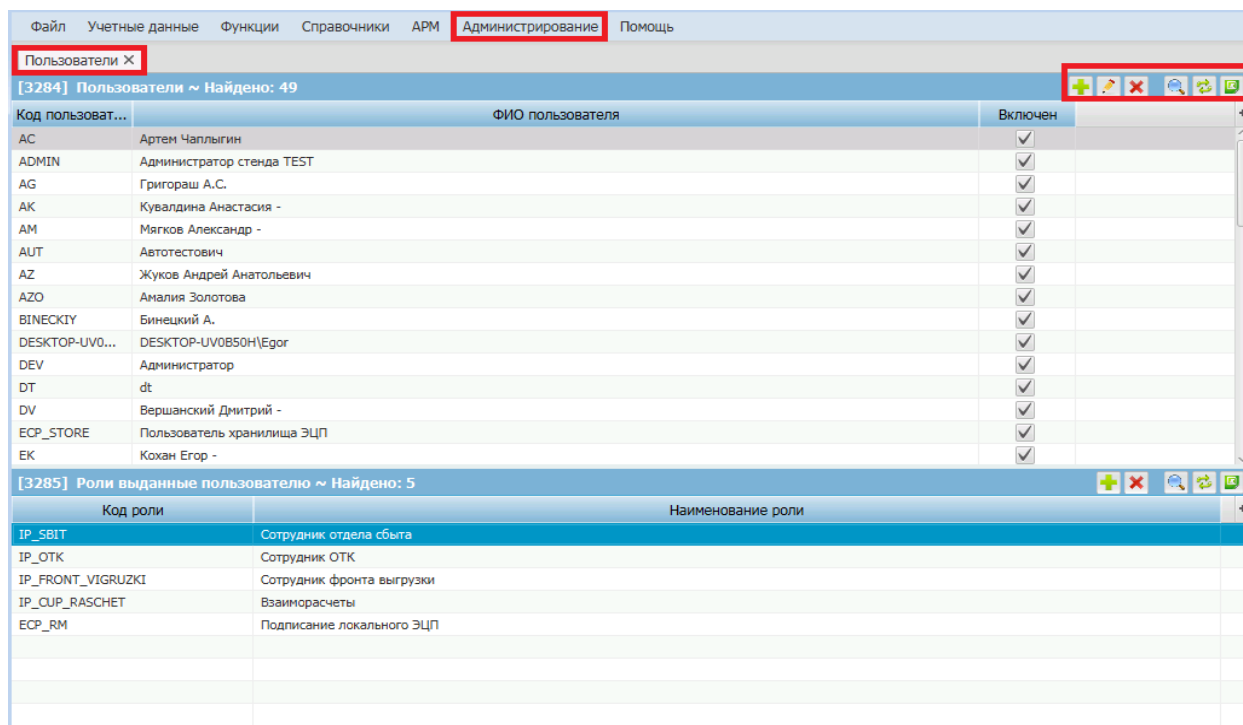 Файл Учетные данные Функции Справочники АРМ Администрирование Помощь
Пользователи ×
[3284] Пользователи ~ Найдено: 49
Код пользоват... ФИО пользователя Включен
AC Артем Чаплыгин
ADMIN Администратор стенда TEST
AG Григораш А.С.
AK Кувалдина Анастасия -
AM Мягков Александр -
AUT Автотестович
AZ Жуков Андрей Анатольевич
AZO Амалия Золотова
BINECKIY Бинецкий А.
DESKTOP-UV0... DESKTOP-UV0B50H\Egor
DEV Администратор
DT dt
DV Вершанский Дмитрий -
ECP_STORE Пользователь хранилища ЭЦП
EK Кохан Егор -
[3285] Роли выданные пользователю ~ Найдено: 5
Код роли Наименование роли
IP_SBIT Сотрудник отдела сбыта
IP_OTK Сотрудник ОТК
IP_FRONT_VIGRUZKI Сотрудник фронта выгрузки
IP_CUP_RASCHET Взаиморасчеты
ECP_RM Подписание локального ЭЦП